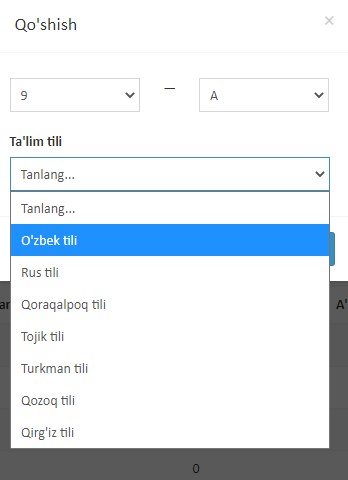 Qo'shish ×
9 — A
Ta'lim tili
Tanlang...
Tanlang...
O'zbek tili
Rus tili
Qoraqalpoq tili
Tojik tili
Turkman tili
Qozoq tili
Qirg'iz tili
0